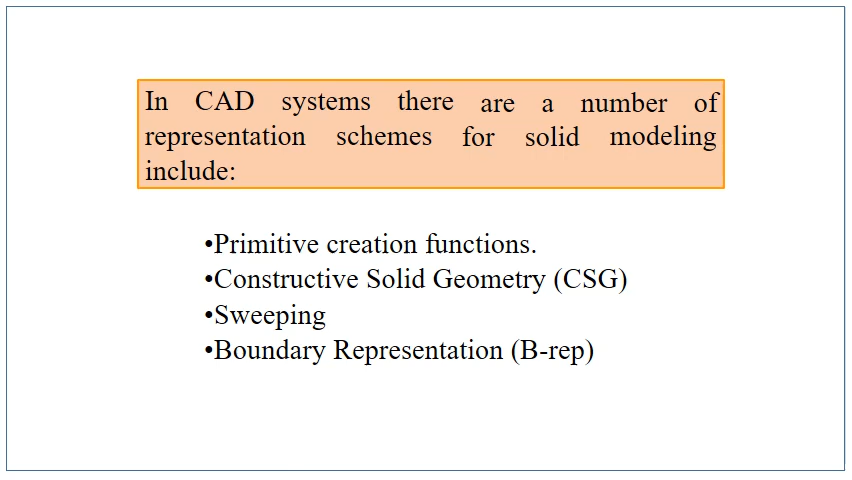 In CAD systems there are a number of
representation schemes for solid modeling
include:
•Primitive creation functions.
•Constructive Solid Geometry (CSG)
•Sweeping
•Boundary Representation (B-rep)